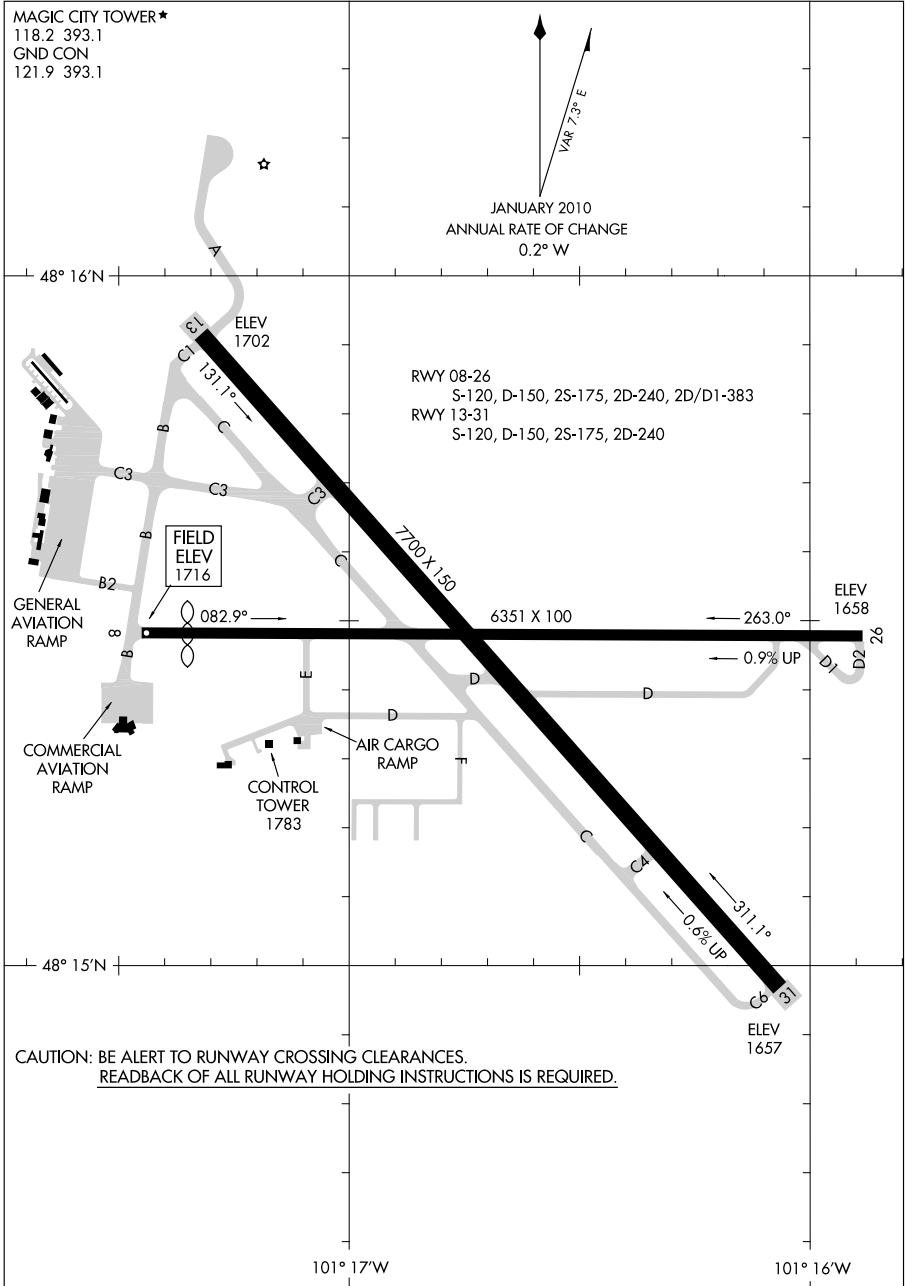 MAGIC CITY TOWER★
118.2 393.1
GND CON
121.9 393.1
VAR 7.3° E
JANUARY 2010
ANNUAL RATE OF CHANGE
0.2° W
A
48° 16'N
13
ELEV
1702
C1
131.1°
RWY 08-26
S-120, D-150, 2S-175, 2D-240, 2D/D1-383
RWY 13-31
S-120, D-150, 2S-175, 2D-240
B
C
C3
C3
C3
7700 X 150
B
C
FIELD
ELEV
1716
B2
GENERAL
AVIATION
RAMP
ELEV
1658
8
082.9°
6351 X 100
263.0°
26
B
0.9% UP
D1
D2
E
D
D
D
COMMERCIAL
AVIATION
RAMP
AIR CARGO
RAMP
F
CONTROL
TOWER
1783
C
C4
311.1°
0.6% UP
48° 15'N
C6
31
ELEV
1657
CAUTION: BE ALERT TO RUNWAY CROSSING CLEARANCES.
READBACK OF ALL RUNWAY HOLDING INSTRUCTIONS IS REQUIRED.
101° 17'W
101° 16'W